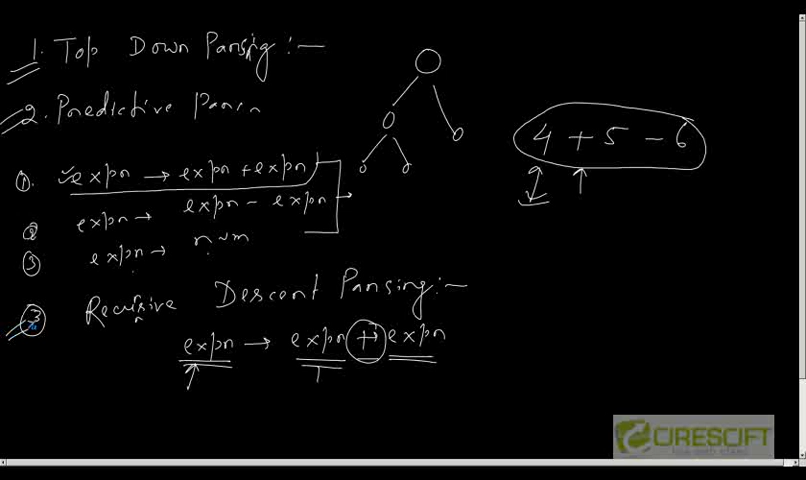 1. Top Down Parsing :-
2. Predictive Parsin
4 + 5 - 6
①. expn → expn + expn
② expn → expn - expn →
③ expn → num
③ Recursive Descent Parsing :-
expn → expn + expn
CIRESCIFT